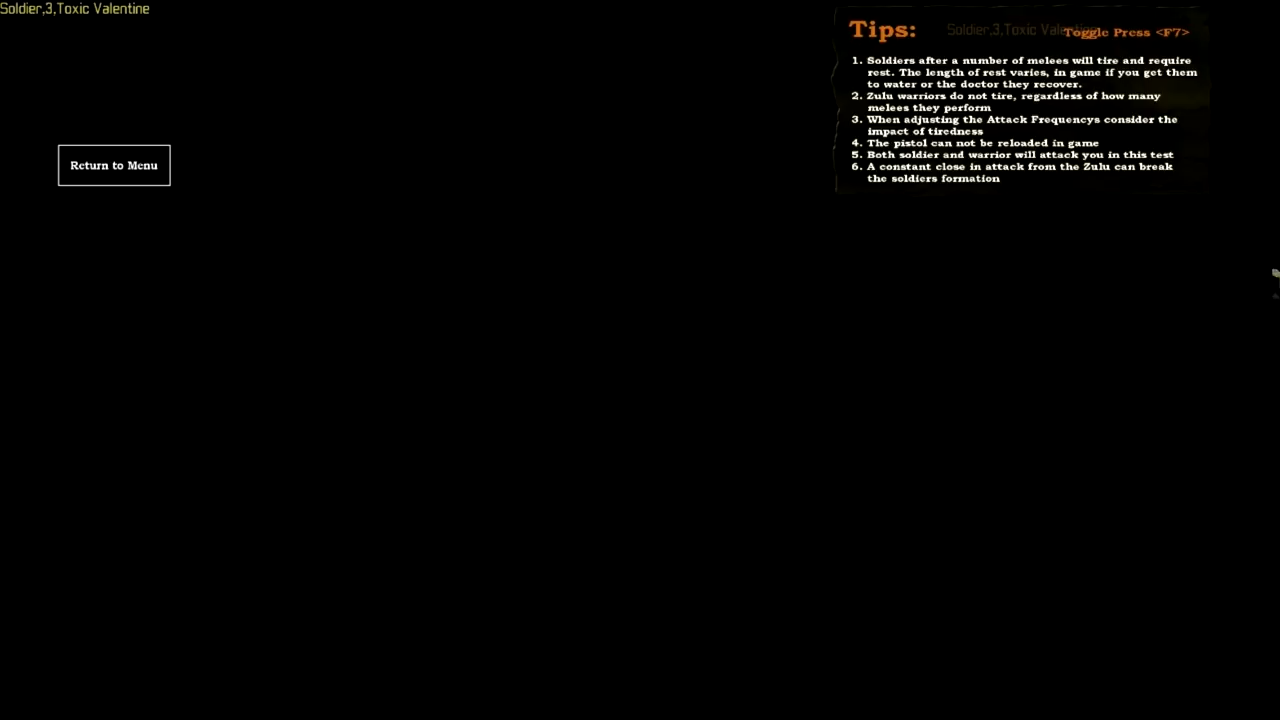 Soldier,3,Toxic Valentine
Tips:
Soldier,3,Toxic Valentine
Toggle Press <F7>
1. Soldiers after a number of melees will tire and require
rest. The length of rest varies, in game if you get them
to water or the doctor they recover.
2. Zulu warriors do not tire, regardless of how many
melees they perform
3. When adjusting the Attack Frequencys consider the
impact of tiredness
4. The pistol can not be reloaded in game
5. Both soldier and warrior will attack you in this test
6. A constant close in attack from the Zulu can break
the soldiers formation
Return to Menu